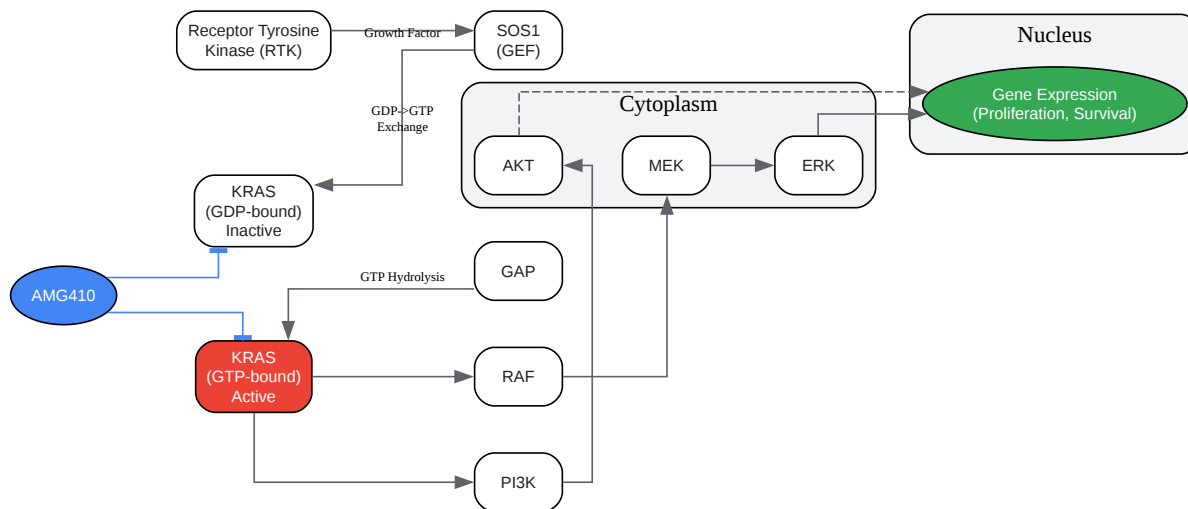 Receptor Tyrosine
Kinase (RTK)
Growth Factor
SOS1
(GEF)
Nucleus
Gene Expression
(Proliferation, Survival)
GDP->GTP
Exchange
Cytoplasm
AKT
MEK
ERK
KRAS
(GDP-bound)
Inactive
GTP Hydrolysis
GAP
AMG410
KRAS
(GTP-bound)
Active
RAF
PI3K